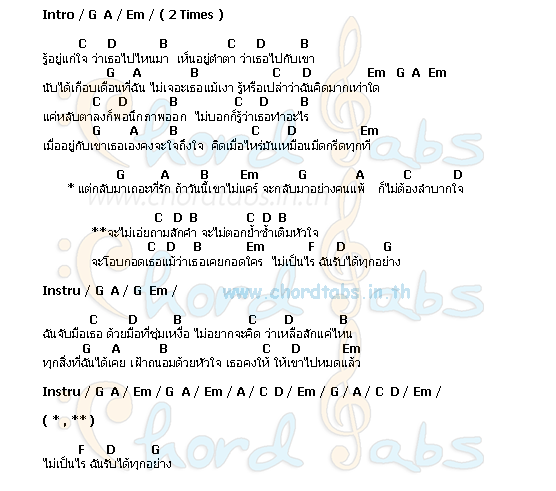 Intro / G A / Em / ( 2 Times )
C D B C D B
รู้อยู่แก่ใจ ว่าเธอไปไหนมา เห็นอยู่ตำตา ว่าเธอไปกับเขา
G A B C D Em G A Em
นับได้เกือบเดือนที่ฉัน ไม่เจอะเธอแม้เงา รู้หรือเปล่าว่าฉันคิดมากเท่าใด
C D B C D B
แค่หลับตาลงก็พอนึกภาพออก ไม่บอกก็รู้ว่าเธอทำอะไร
G A B C D Em
เมื่ออยู่กับเขาเธอเองคงจะใจถึงใจ คิดเมื่อไหร่มันเหมือนมีดกรีดทุกที
G A B Em G A C D
* แต่กลับมาเถอะที่รัก ถ้าวันนี้เขาไม่แคร์ จะกลับมาอย่างคนแพ้ ก็ไม่ต้องลำบากใจ
C D B C D B
**จะไม่เอ่ยถามสักคำ จะไม่ตอกย้ำซ้ำเติมหัวใจ
C D B Em F D G
จะโอบกอดเธอแม้ว่าเธอเคยกอดใคร ไม่เป็นไร ฉันรับได้ทุกอย่าง
Instru / G A / G Em /
www.chordtabs.in.th
C D B C D B
ฉันจับมือเธอ ด้วยมือที่ชุ่มเหงื่อ ไม่อยากจะคิด ว่าเหลือสักแค่ไหน
G A B C D Em
ทุกสิ่งที่ฉันได้เคย เฝ้าถนอมด้วยหัวใจ เธอคงให้ ให้เขาไปหมดแล้ว
Instru / G A / Em / G A / Em / A / C D / Em / G / A / C D / Em /
( * , ** )
F D G
ไม่เป็นไร ฉันรับได้ทุกอย่าง